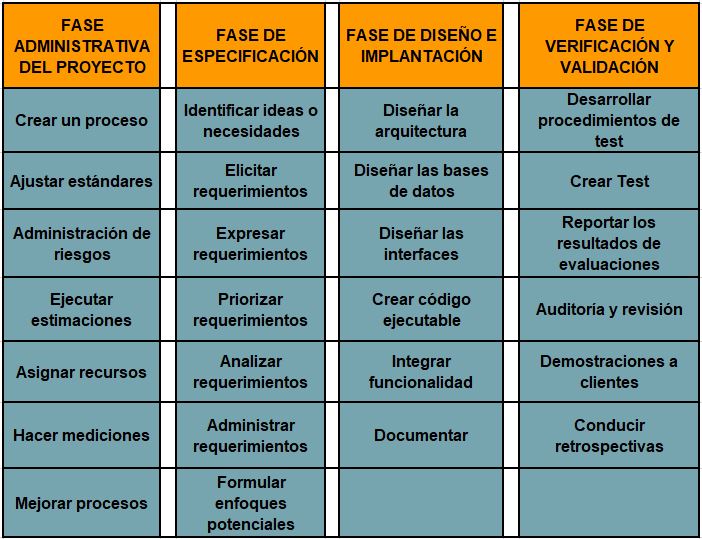 FASE
ADMINISTRATIVA
DEL PROYECTO
FASE DE
ESPECIFICACIÓN
FASE DE DISEÑO E
IMPLANTACIÓN
FASE DE
VERIFICACIÓN Y
VALIDACIÓN
Crear un proceso
Identificar ideas o
necesidades
Diseñar la
arquitectura
Desarrollar
procedimientos de
test
Ajustar estándares
Elicitar
requerimientos
Diseñar las bases
de datos
Crear Test
Administración de
riesgos
Expresar
requerimientos
Diseñar las
interfaces
Reportar los
resultados de
evaluaciones
Ejecutar
estimaciones
Priorizar
requerimientos
Crear código
ejecutable
Auditoría y revisión
Asignar recursos
Analizar
requerimientos
Integrar
funcionalidad
Demostraciones a
clientes
Hacer mediciones
Administrar
requerimientos
Documentar
Conducir
retrospectivas
Mejorar procesos
Formular
enfoques
potenciales